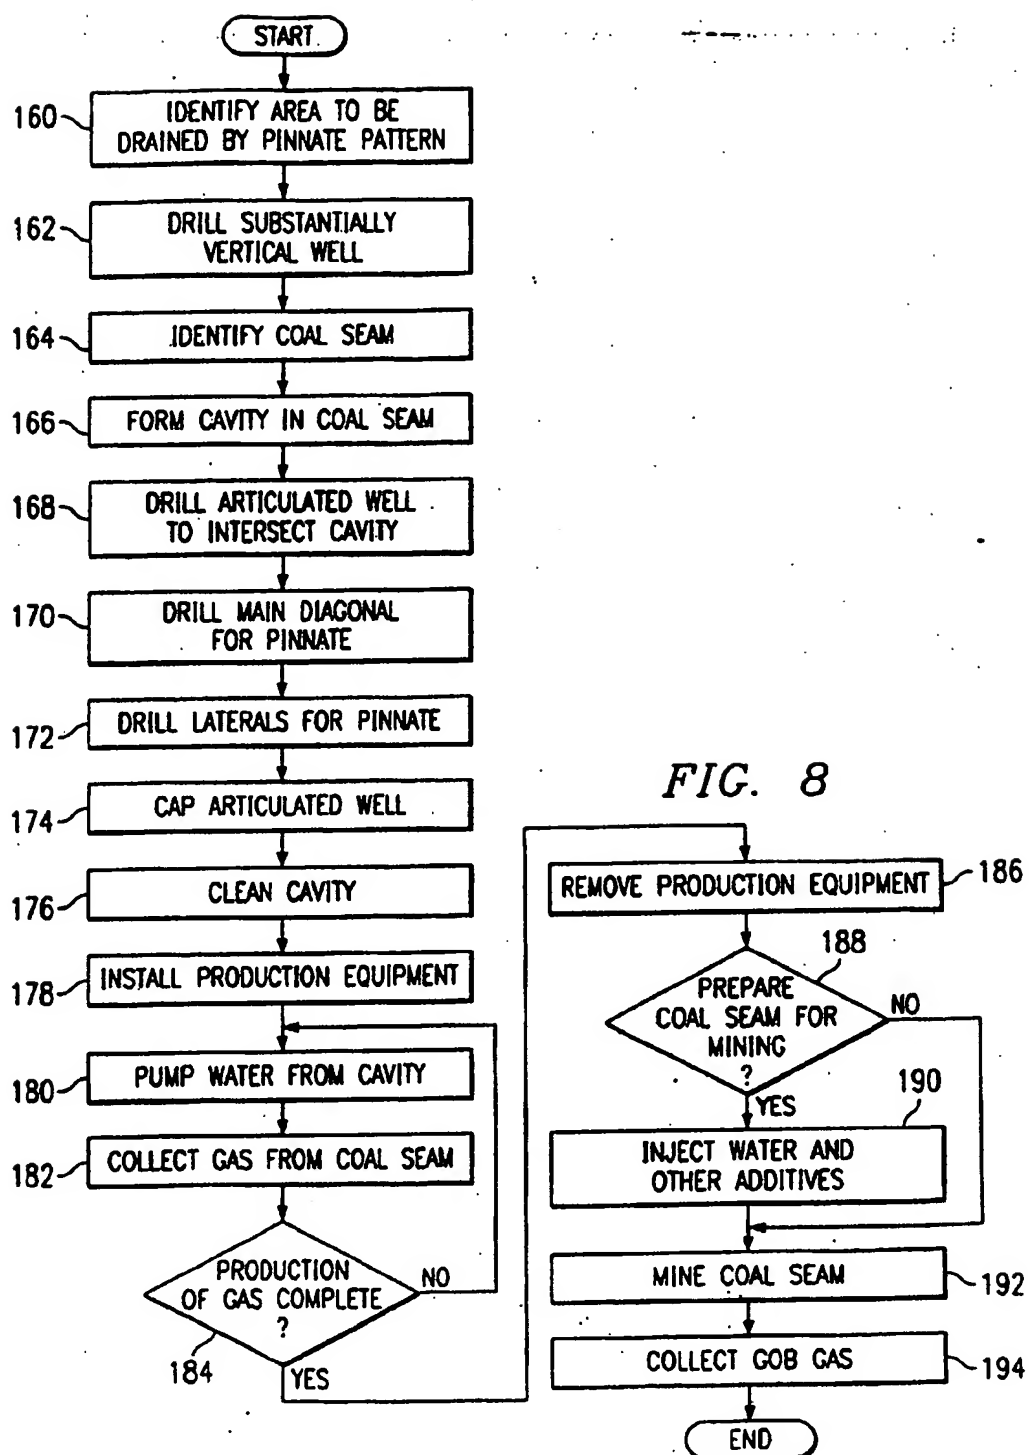 START
160
IDENTIFY AREA TO BE
DRAINED BY PINNATE PATTERN
162
DRILL SUBSTANTIALLY
VERTICAL WELL
164
IDENTIFY COAL SEAM
166
FORM CAVITY IN COAL SEAM
168
DRILL ARTICULATED WELL
TO INTERSECT CAVITY
170
DRILL MAIN DIAGONAL
FOR PINNATE
172
DRILL LATERALS FOR PINNATE
174
CAP ARTICULATED WELL
176
CLEAN CAVITY
178
INSTALL PRODUCTION EQUIPMENT
180
PUMP WATER FROM CAVITY
182
COLLECT GAS FROM COAL SEAM
PRODUCTION
OF GAS COMPLETE
?
NO
184
YES
FIG. 8
REMOVE PRODUCTION EQUIPMENT
186
188
PREPARE
COAL SEAM FOR
MINING
?
NO
YES
190
INJECT WATER AND
OTHER ADDITIVES
MINE COAL SEAM
192
COLLECT GOB GAS
194
END